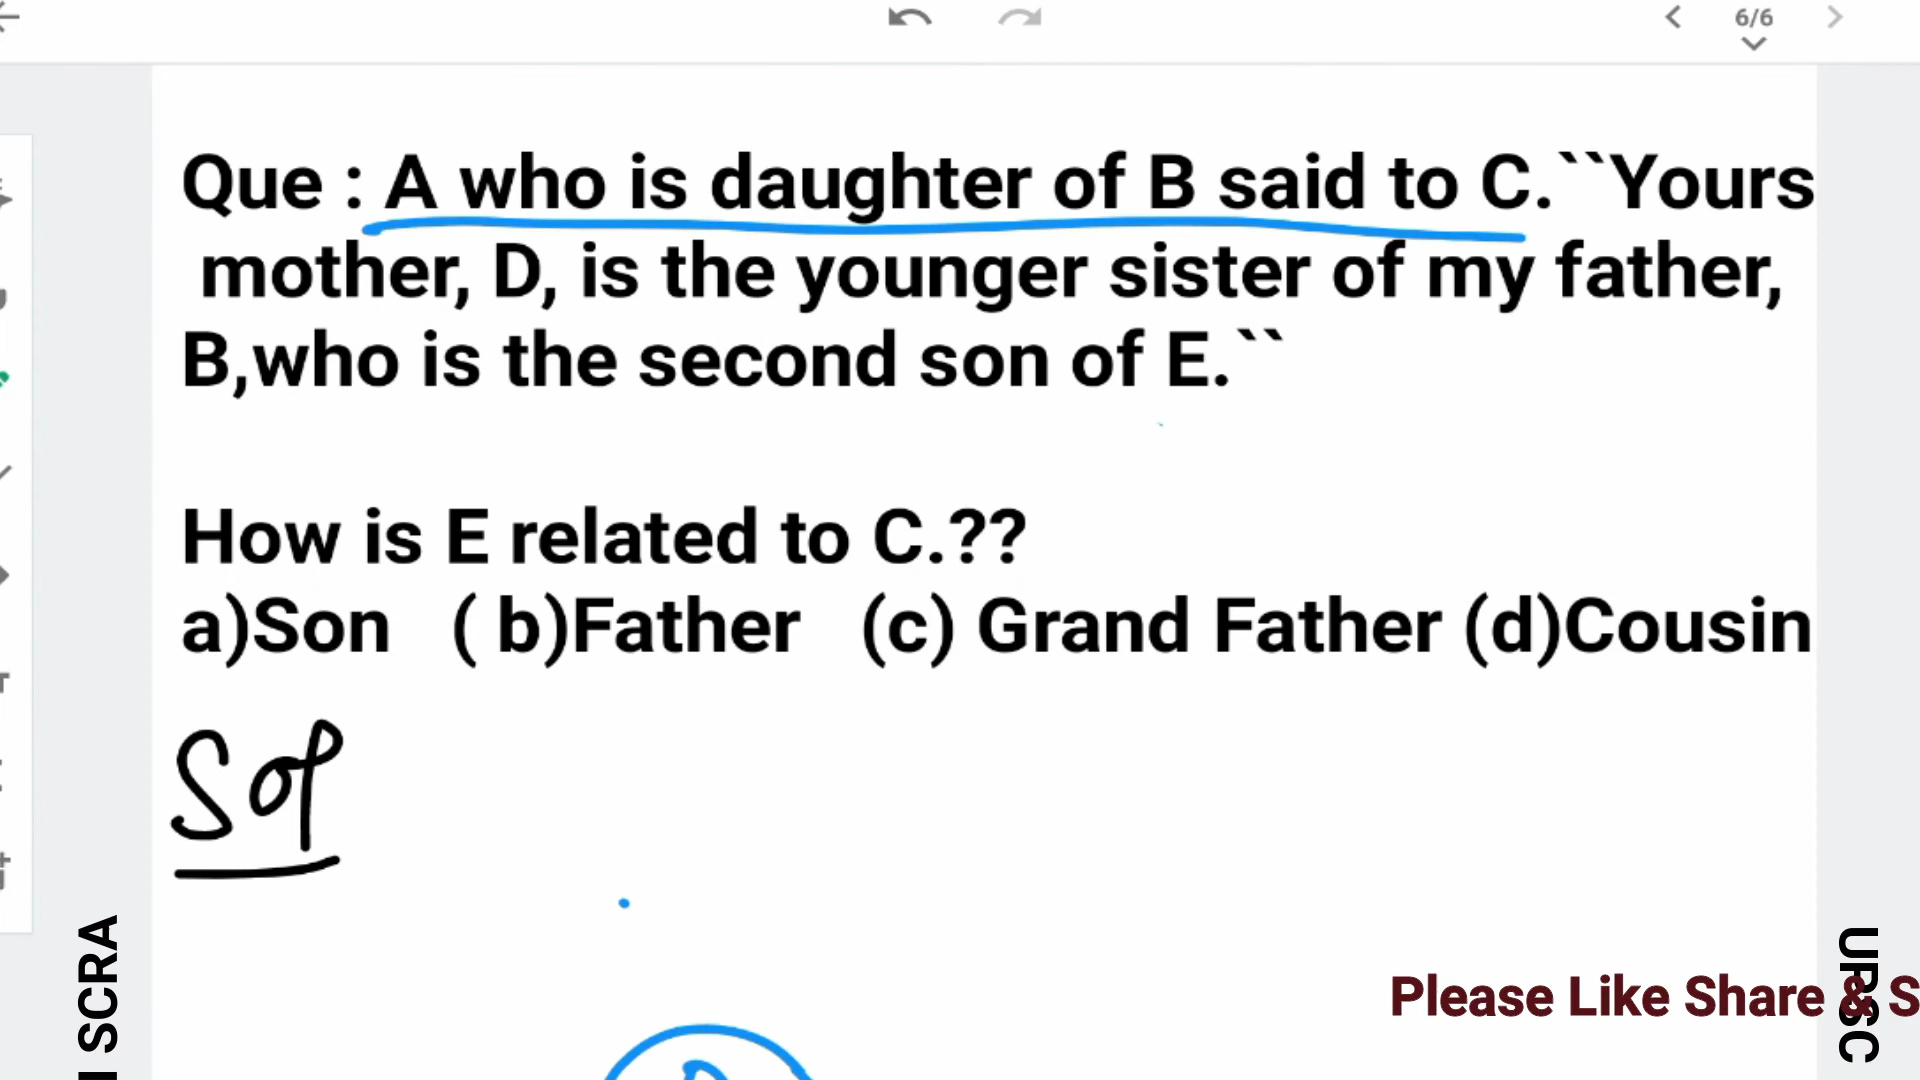 6/6
Que : A who is daughter of B said to C.``Yours
mother, D, is the younger sister of my father,
B,who is the second son of E.``
How is E related to C.??
a)Son ( b)Father (c) Grand Father (d)Cousin
Sol
I SCRA
UPSC
Please Like Share & S